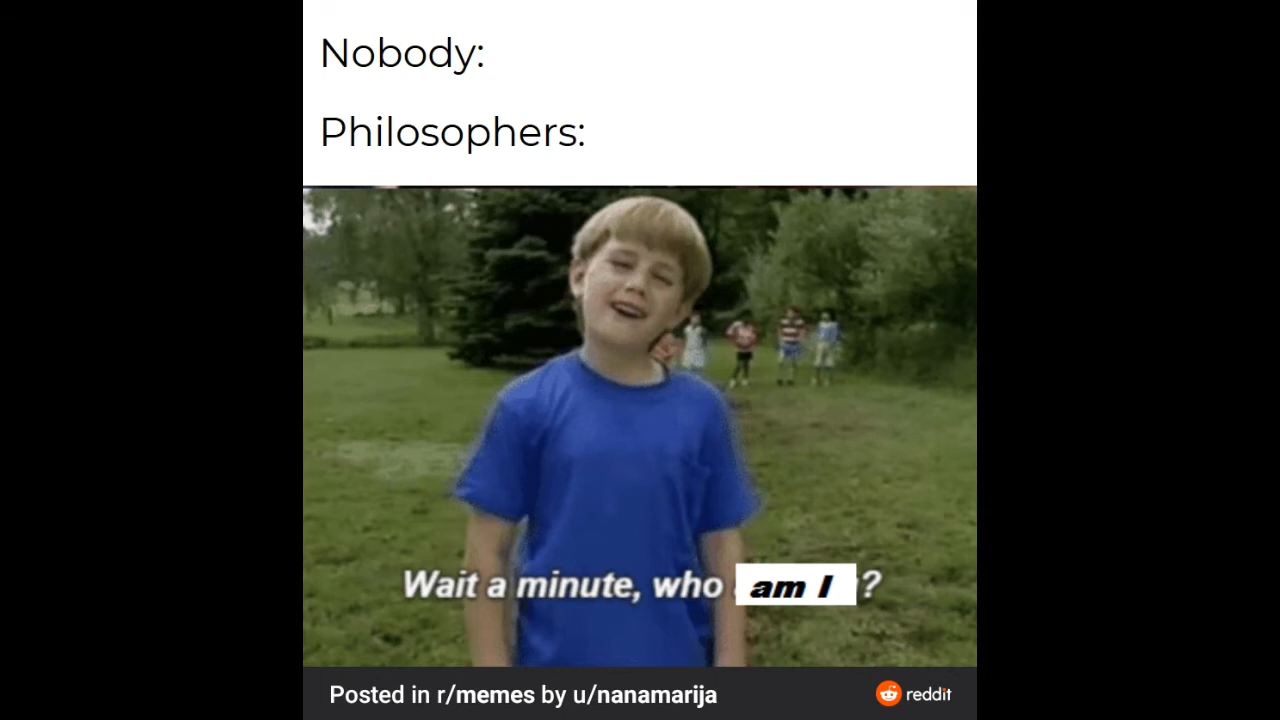 Nobody:
Philosophers:
Wait a minute, who am I ?
Posted in r/memes by u/nanamarija
reddit